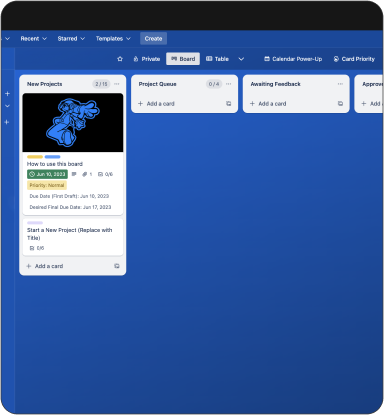 Recent Starred Templates Create
Private Board Table Calendar Power-Up Card Priority
New Projects 2 / 15
How to use this board
Jun 10, 2023 1 0/6
Priority: Normal
Due Date (First Draft): Jun 10, 2023
Desired Final Due Date: Jun 17, 2023
Start a New Project (Replace with
Title)
0/6
+ Add a card
Project Queue 0 / 4
+ Add a card
Awaiting Feedback
+ Add a card
Approve
+ Add